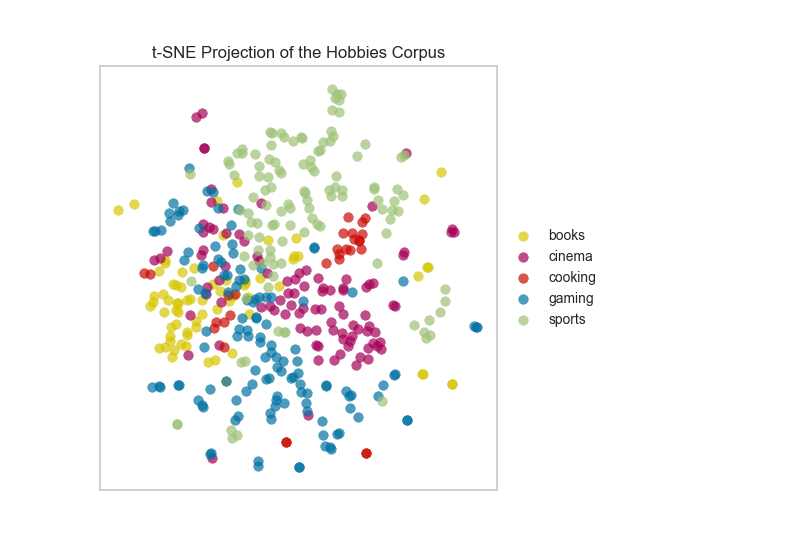 t-SNE Projection of the Hobbies Corpus
books
cinema
cooking
gaming
sports